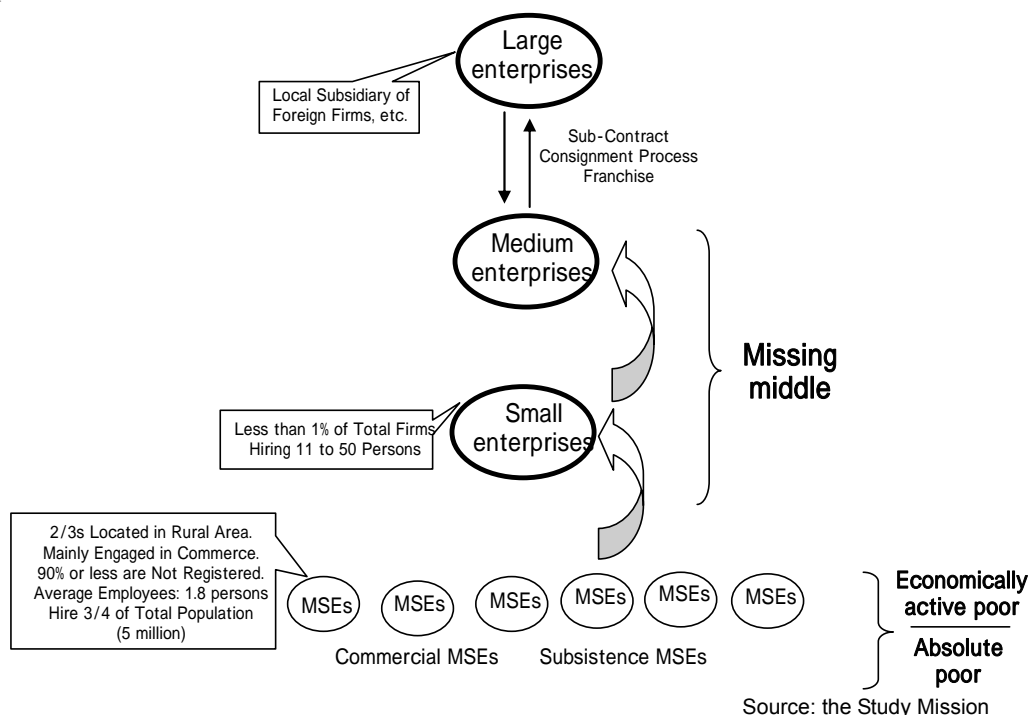 Large
enterprises
Local Subsidiary of
Foreign Firms, etc.
Sub-Contract
Consignment Process
Franchise
Medium
enterprises
Missing
middle
Small
enterprises
Less than 1% of Total Firms
Hiring 11 to 50 Persons
2/3s Located in Rural Area.
Mainly Engaged in Commerce.
90% or less are Not Registered.
Average Employees: 1.8 persons
Hire 3/4 of Total Population
(5 million)
MSEs
MSEs
MSEs
MSEs
MSEs
MSEs
Commercial MSEs
Subsistence MSEs
Economically
active poor
Absolute
poor
Source: the Study Mission